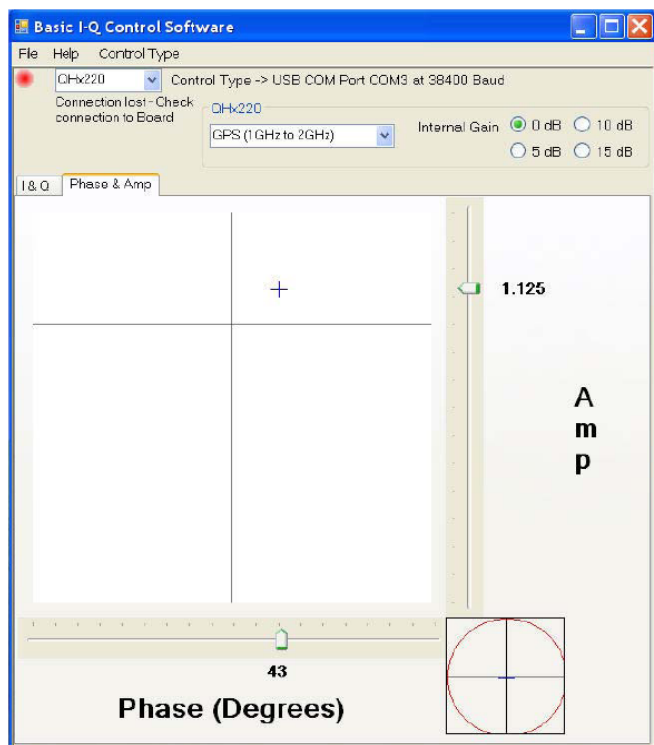 Basic I-Q Control Software
File Help Control Type
QHx220 Control Type -> USB COM Port COM3 at 38400 Baud
Connection lost - Check
connection to Board
QHx220
GPS (1GHz to 2GHz)
Internal Gain 0 dB 10 dB
5 dB 15 dB
I & Q Phase & Amp
1.125
A
m
p
43
Phase (Degrees)